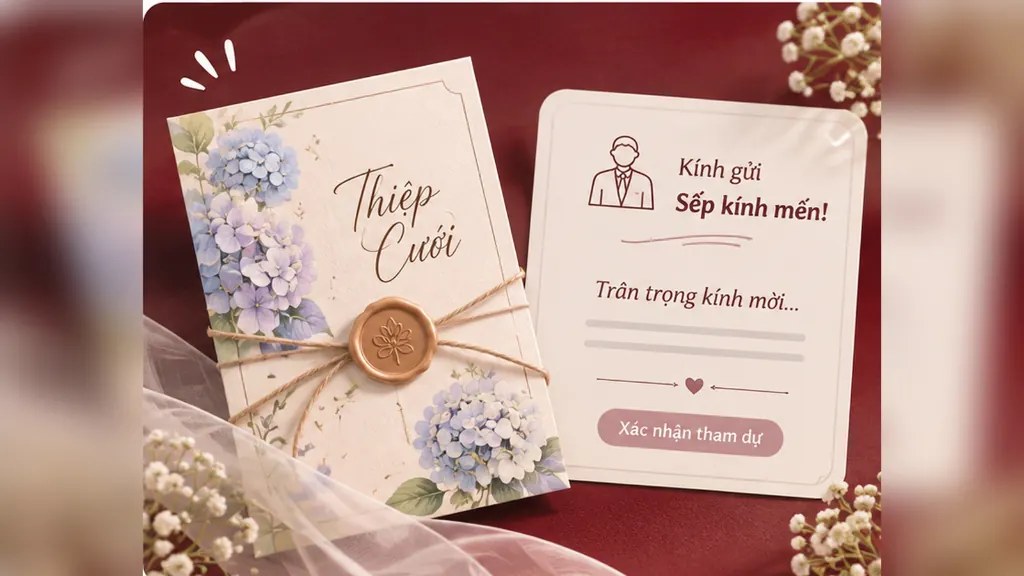 Thiệp
Cưới
Kính gửi
Sếp kính mến!
Trân trọng kính mời...
Xác nhận tham dự